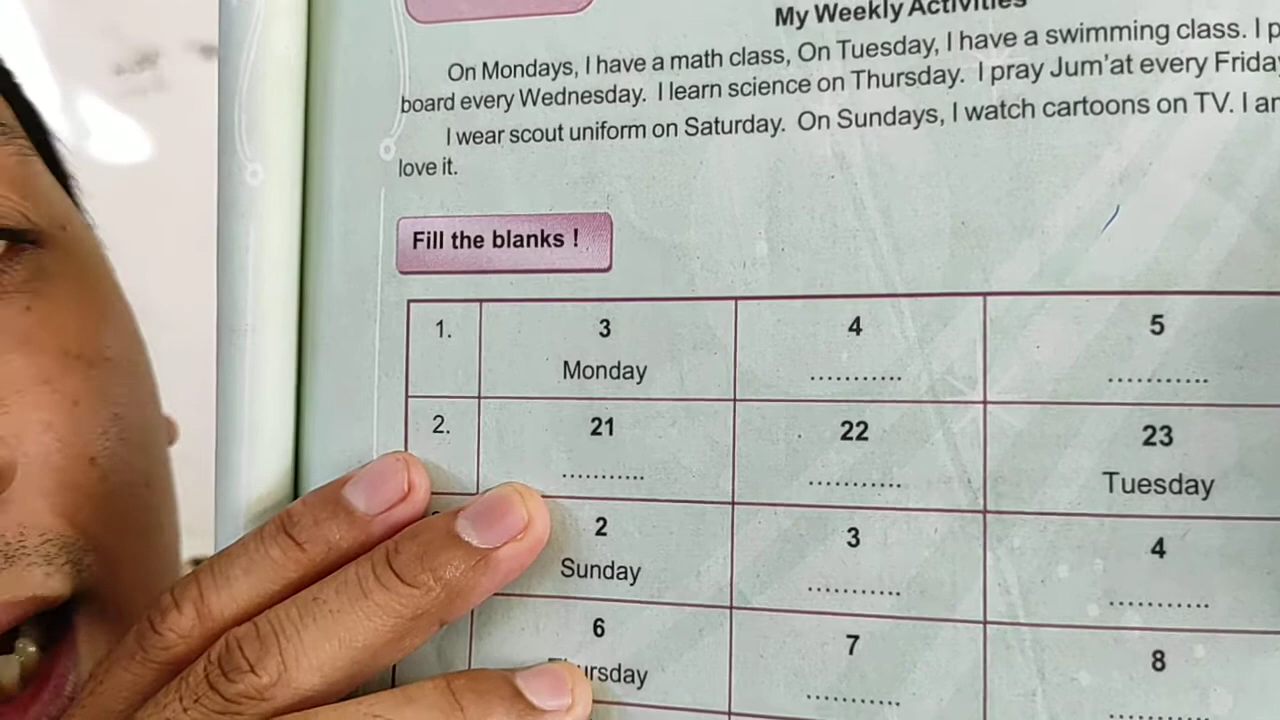 My Weekly Activities
On Mondays, I have a math class, On Tuesday, I have a swimming class. I
board every Wednesday. I learn science on Thursday. I pray Jum'at every Friday
I wear scout uniform on Saturday. On Sundays, I watch cartoons on TV. I
love it.
Fill the blanks !
1. 3 4 5
Monday ........... ...........
2. 21 22 23
........... ........... Tuesday
2 3 4
Sunday ........... ...........
6 7 8
........... ...........